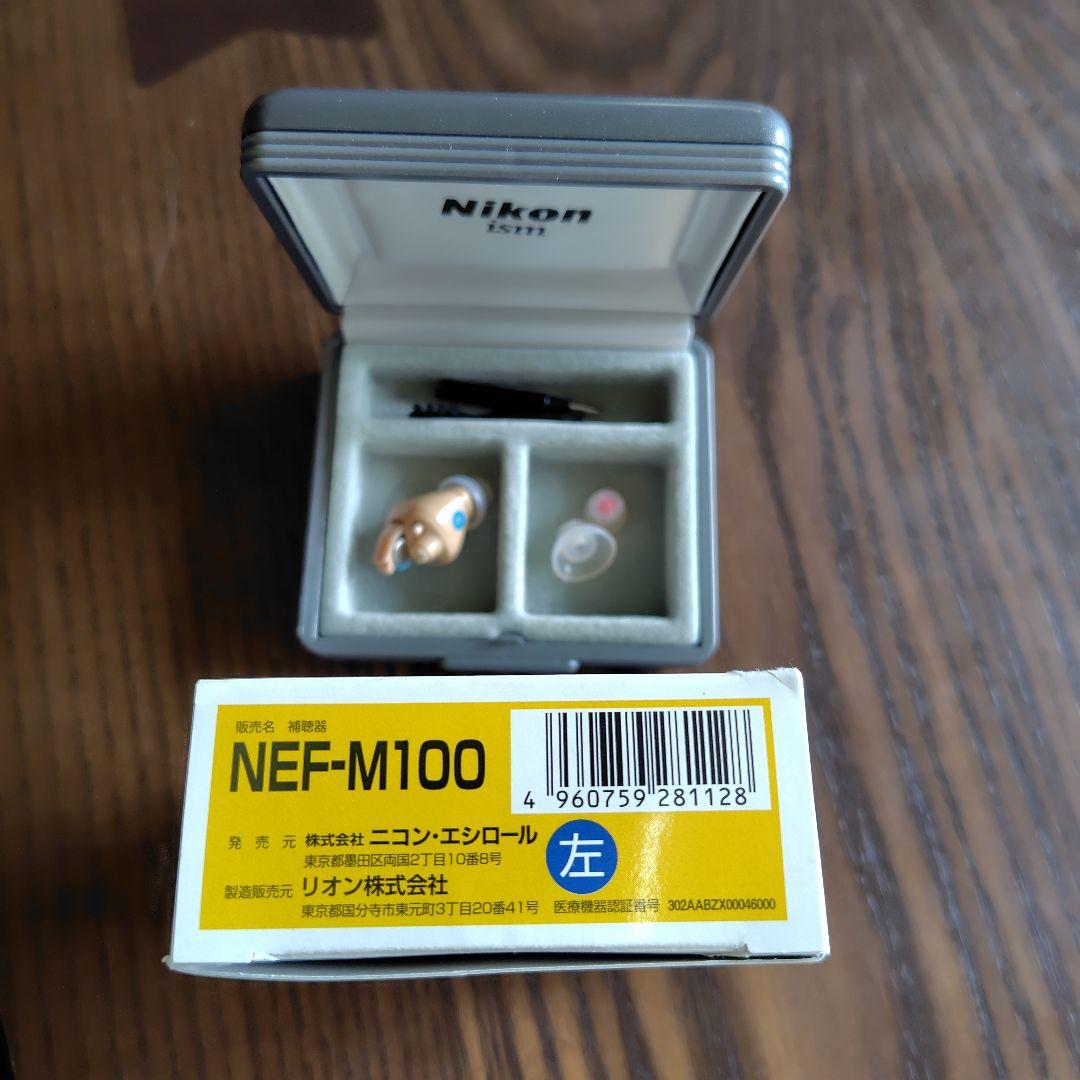 Nikon
ism
販売名 補聴器
NEF-M100
4 960759 281128
発売元 株式会社 ニコン・エシロール
東京都墨田区両国2丁目10番8号
左
製造販売元 リオン株式会社
東京都国分寺市東元町3丁目20番41号 医療機器認証番号 302AABZX00046000